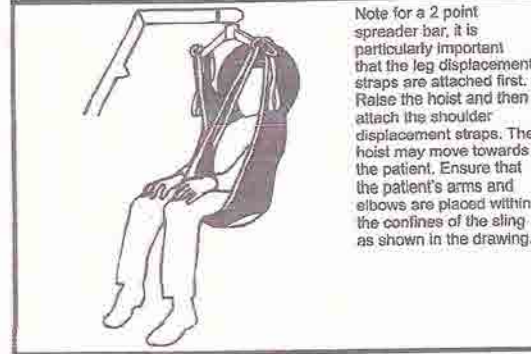 Note for a 2 point
spreader bar, it is
particularly important
that the leg displacement
straps are attached first.
Raise the hoist and then
attach the shoulder
displacement straps. The
hoist may move towards
the patient. Ensure that
the patient's arms and
elbows are placed within
the confines of the sling
as shown in the drawing.